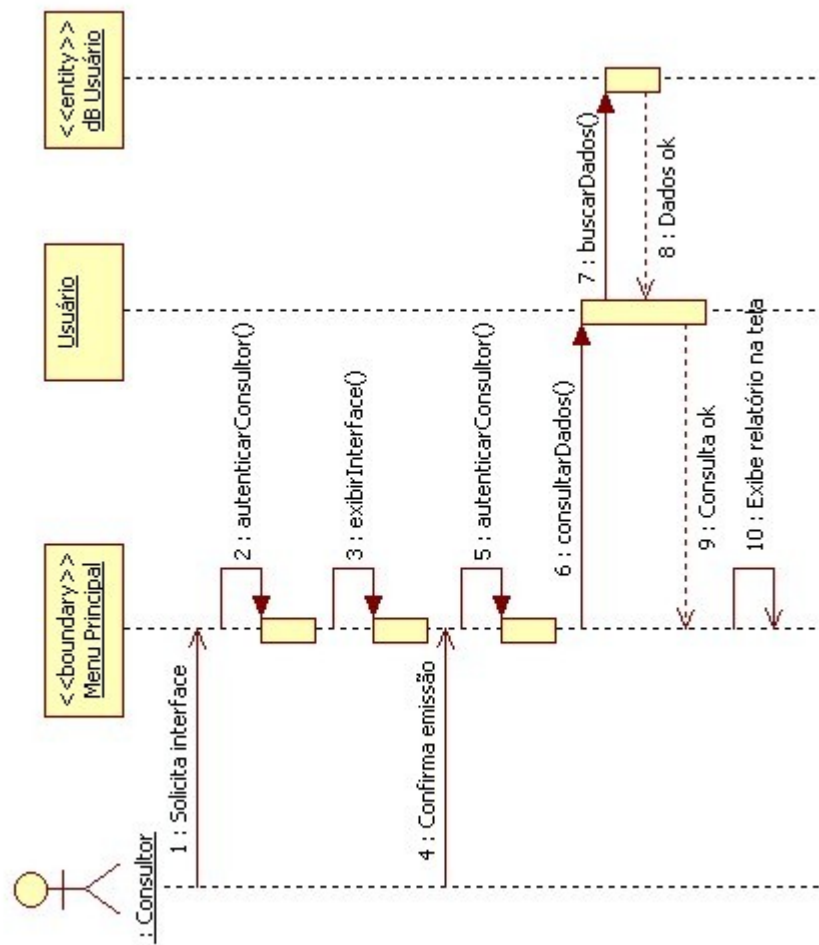 : Consultor
<<boundary>>
Menu Principal
Usuário
<<entity>>
dB Usuário
1 : Solicita interface
2 : autenticarConsultor()
3 : exibirInterface()
4 : Confirma emissão
5 : autenticarConsultor()
6 : consultarDados()
7 : buscarDados()
8 : Dados ok
9 : Consulta ok
10 : Exibe relatório na tela